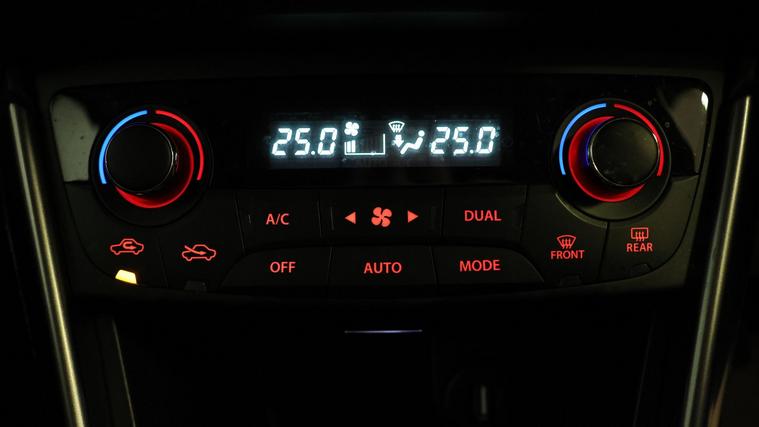 25.0 25.0
A/C DUAL
OFF AUTO MODE
FRONT REAR